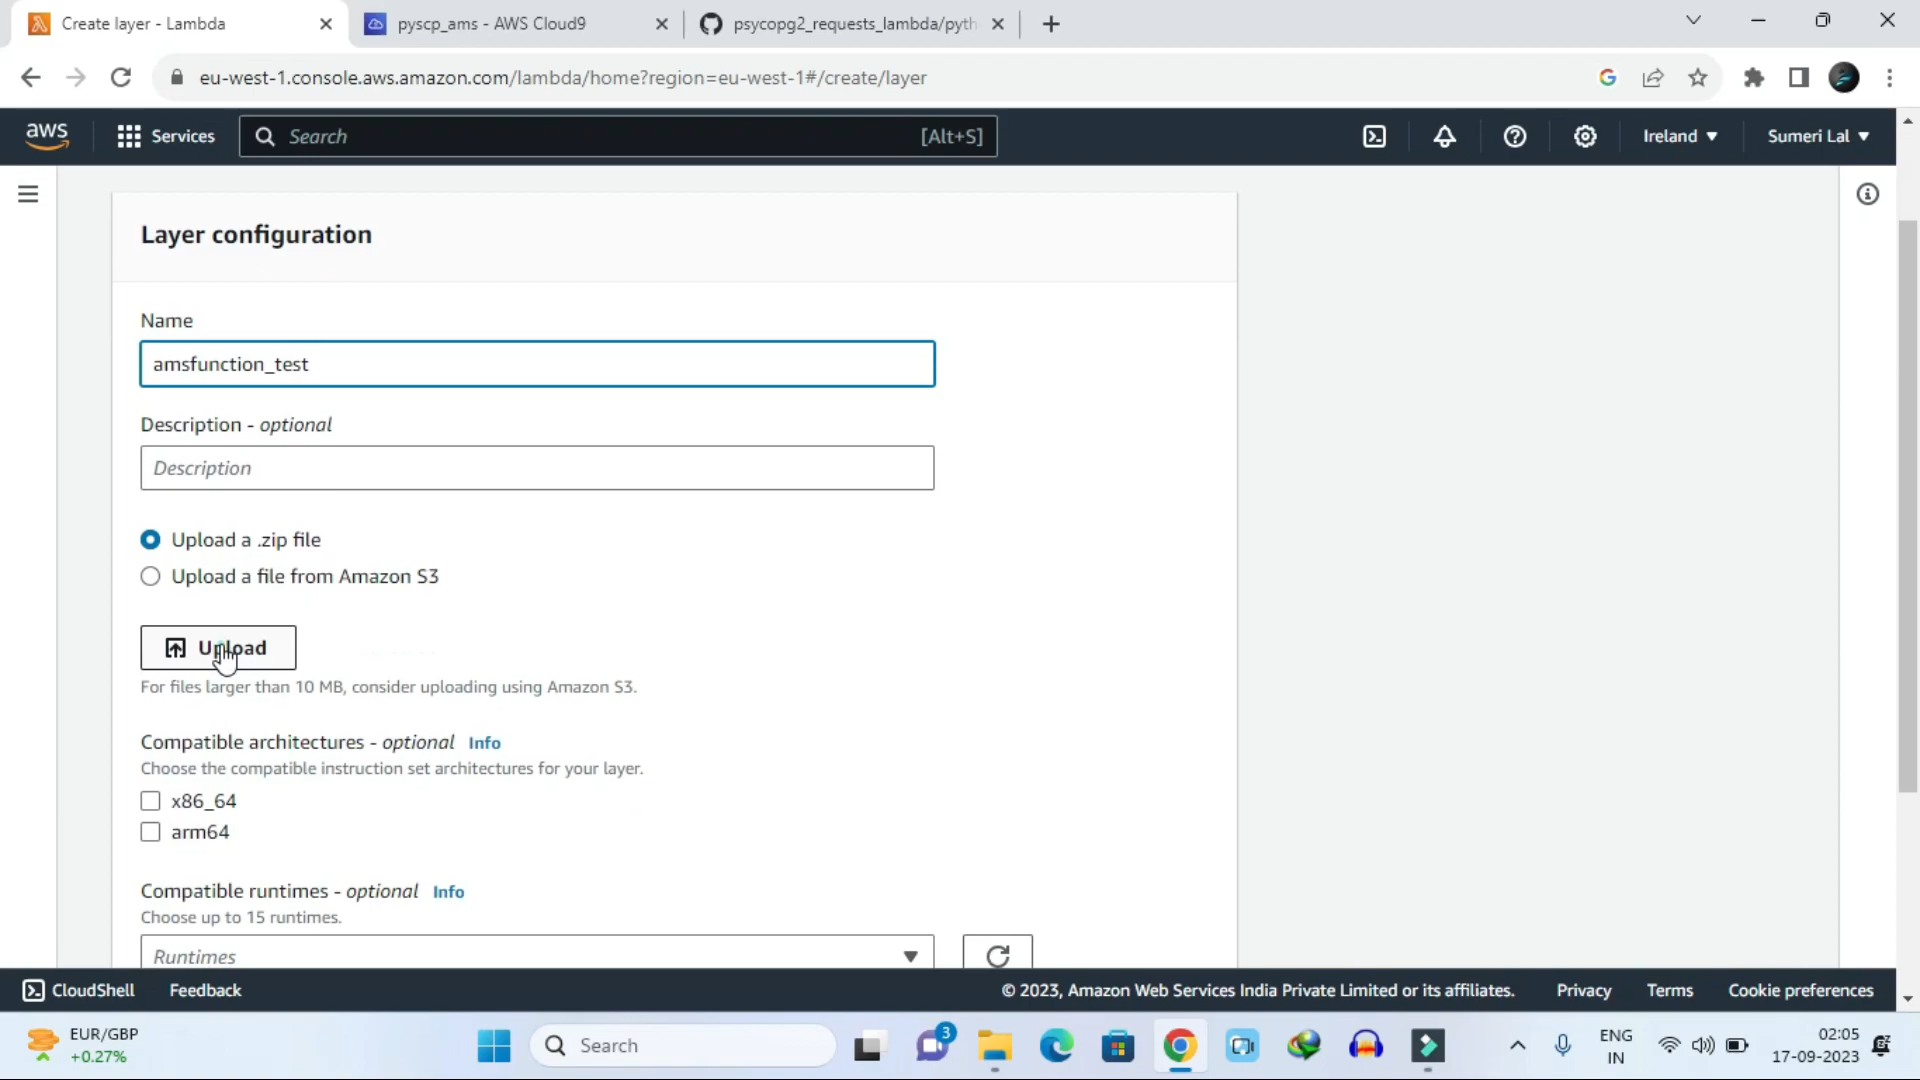 Create layer - Lambda
pyscp_ams - AWS Cloud9
psycopg2_requests_lambda/pyth
eu-west-1.console.aws.amazon.com/lambda/home?region=eu-west-1#/create/layer
aws
Services
Search
[Alt+S]
Ireland
Sumeri Lal
Layer configuration
Name
amsfunction_test
Description - optional
Description
Upload a .zip file
Upload a file from Amazon S3
Upload
For files larger than 10 MB, consider uploading using Amazon S3.
Compatible architectures - optional Info
Choose the compatible instruction set architectures for your layer.
x86_64
arm64
Compatible runtimes - optional Info
Choose up to 15 runtimes.
Runtimes
CloudShell
Feedback
© 2023, Amazon Web Services India Private Limited or its affiliates.
Privacy
Terms
Cookie preferences
EUR/GBP
+0.27%
Search
3
ENG
IN
02:05
17-09-2023